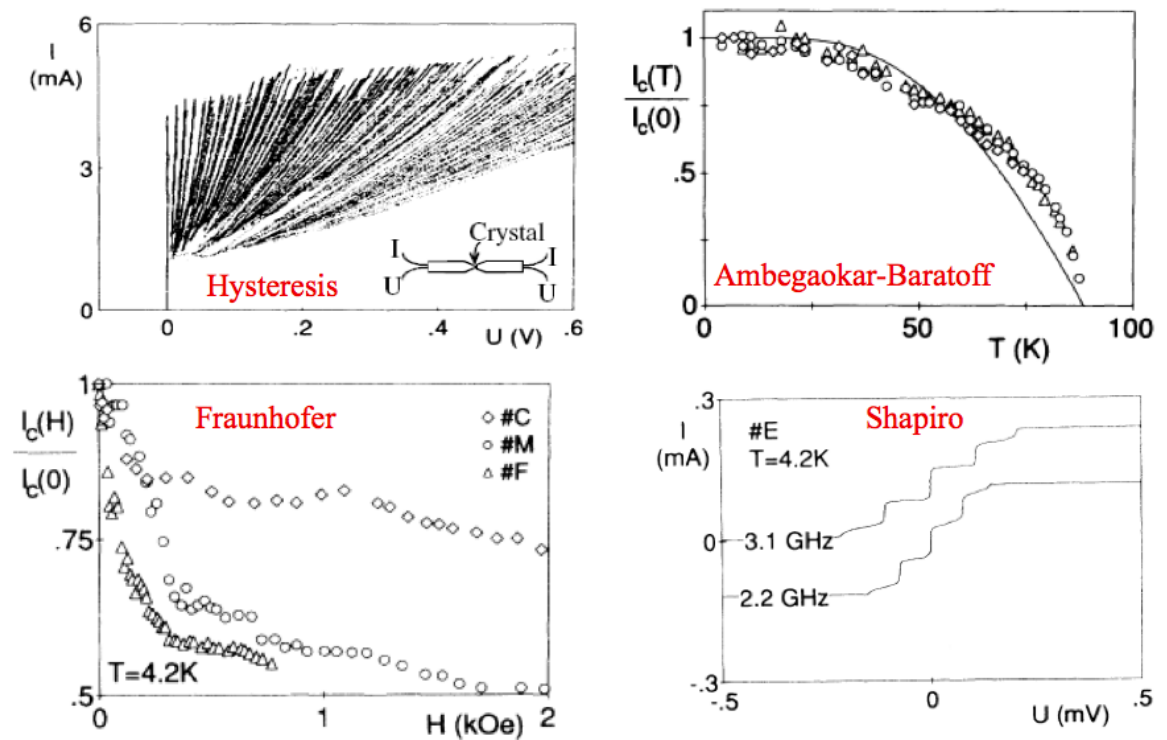 6
I
(mA)
3
0
0
.2
.4
.6
U (V)
Hysteresis
Crystal
I
I
U
U
1
I_c(T)
I_c(0)
.5
0
0
50
100
T (K)
Ambegaokar-Baratoff
1
I_c(H)
I_c(0)
.75
.5
Fraunhofer
#C
#M
#F
T=4.2K
0
1
2
H (kOe)
.3
I
(mA)
0
-.3
#E
T=4.2K
Shapiro
3.1 GHz
2.2 GHz
-.5
0
.5
U (mV)